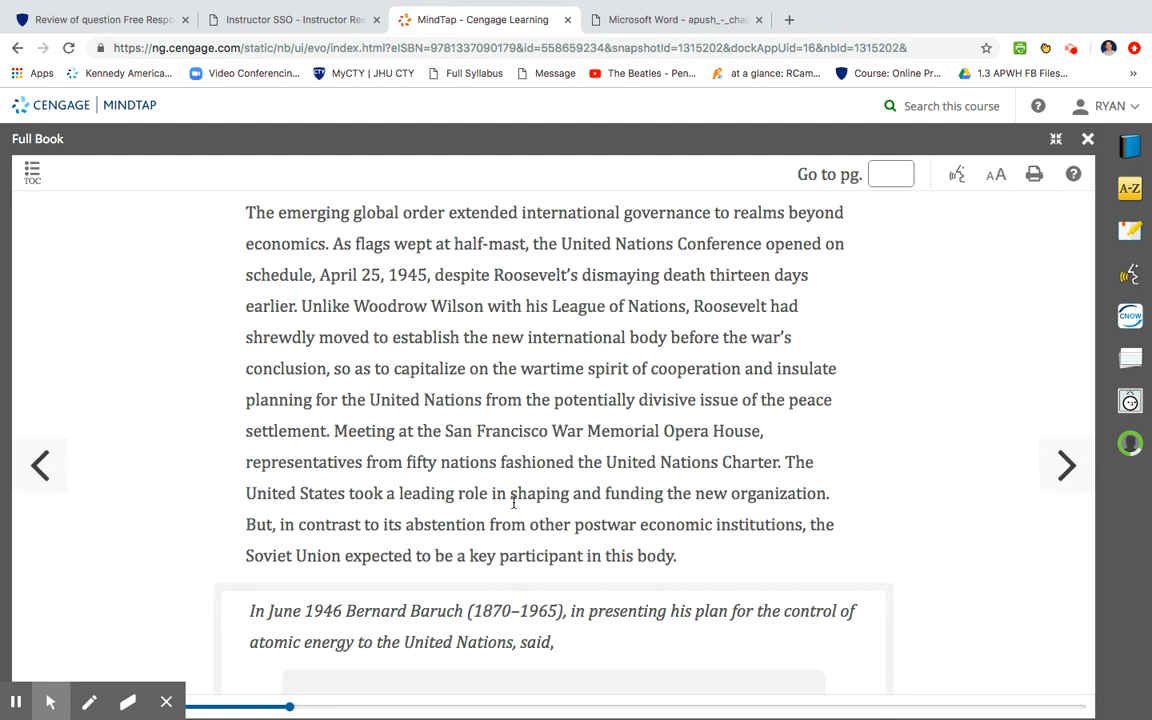 Review of question Free Respo
Instructor SSO - Instructor Res
MindTap - Cengage Learning
Microsoft Word - apush_-_cha
https://ng.cengage.com/static/nb/ui/evo/index.html?eISBN=9781337090179&id=558659234&snapshotId=1315202&dockAppUid=16&nbId=1315202&
Apps
Kennedy America...
Video Conferencin...
CTY
MyCTY | JHU CTY
Full Syllabus
Message
The Beatles - Pen...
at a glance: RCam...
Course: Online Pr...
1.3 APWH FB Files...
»
CENGAGE | MINDTAP
Search this course
RYAN
Full Book
TOC
Go to pg.
AA
A-Z
CNOW
The emerging global order extended international governance to realms beyond
economics. As flags wept at half-mast, the United Nations Conference opened on
schedule, April 25, 1945, despite Roosevelt’s dismaying death thirteen days
earlier. Unlike Woodrow Wilson with his League of Nations, Roosevelt had
shrewdly moved to establish the new international body before the war’s
conclusion, so as to capitalize on the wartime spirit of cooperation and insulate
planning for the United Nations from the potentially divisive issue of the peace
settlement. Meeting at the San Francisco War Memorial Opera House,
representatives from fifty nations fashioned the United Nations Charter. The
United States took a leading role in shaping and funding the new organization.
But, in contrast to its abstention from other postwar economic institutions, the
Soviet Union expected to be a key participant in this body.
In June 1946 Bernard Baruch (1870–1965), in presenting his plan for the control of
atomic energy to the United Nations, said,